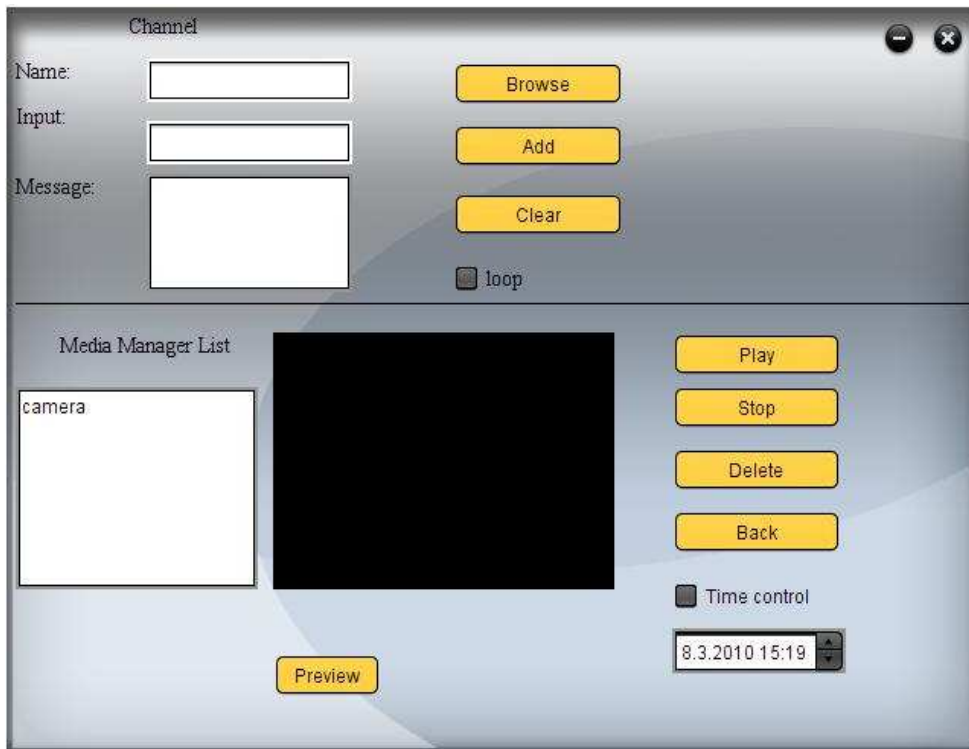 Channel
Name:
Browse
Input:
Add
Message:
Clear
loop
Media Manager List
camera
Play
Stop
Delete
Back
Time control
8.3.2010 15:19
Preview